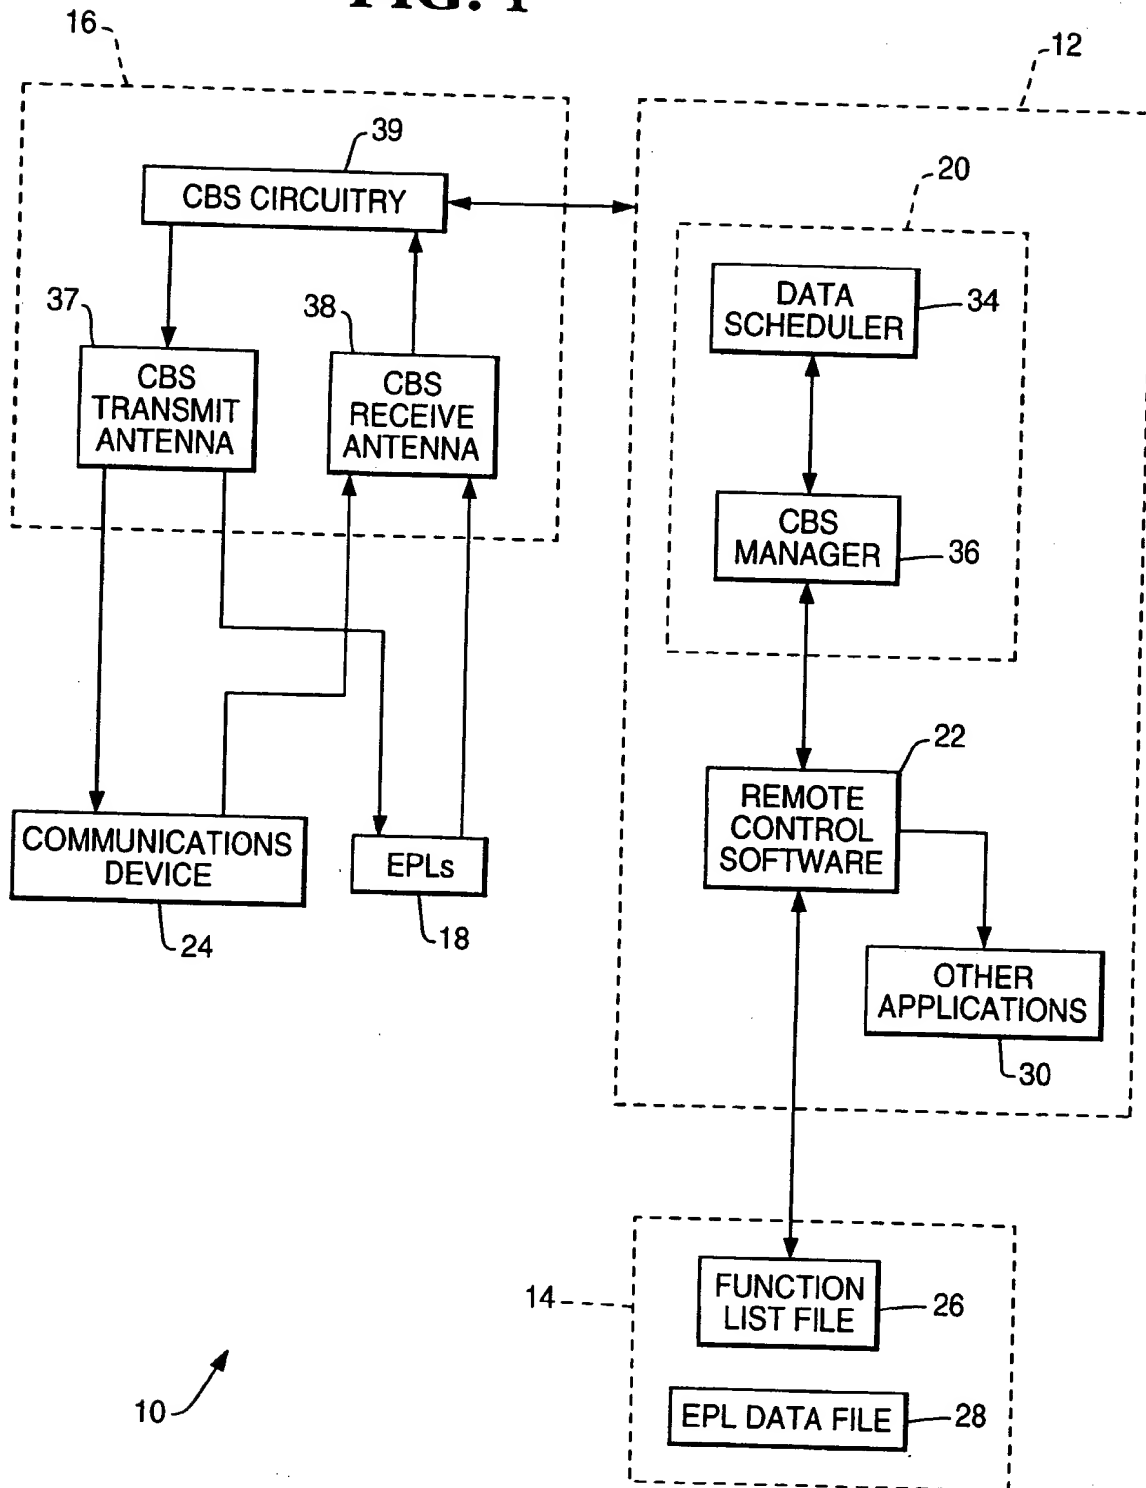 FIG. 1
16
12
39
CBS CIRCUITRY
20
DATA
SCHEDULER
34
37
38
CBS
TRANSMIT
ANTENNA
CBS
RECEIVE
ANTENNA
CBS
MANAGER
36
22
REMOTE
CONTROL
SOFTWARE
COMMUNICATIONS
DEVICE
EPLs
24
18
OTHER
APPLICATIONS
30
14
FUNCTION
LIST FILE
26
10
EPL DATA FILE
28